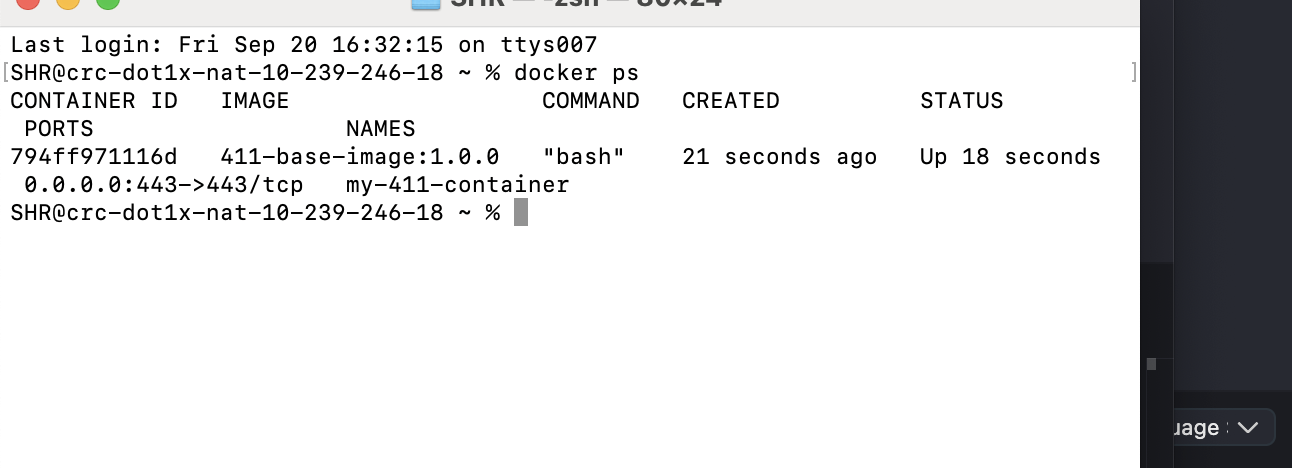 SHR — -zsh — 80×24
Last login: Fri Sep 20 16:32:15 on ttys007
[SHR@crc-dot1x-nat-10-239-246-18 ~ % docker ps ]
CONTAINER ID   IMAGE                  COMMAND   CREATED          STATUS
 PORTS                  NAMES
794ff971116d   411-base-image:1.0.0   "bash"    21 seconds ago   Up 18 seconds
 0.0.0.0:443->443/tcp   my-411-container
SHR@crc-dot1x-nat-10-239-246-18 ~ %